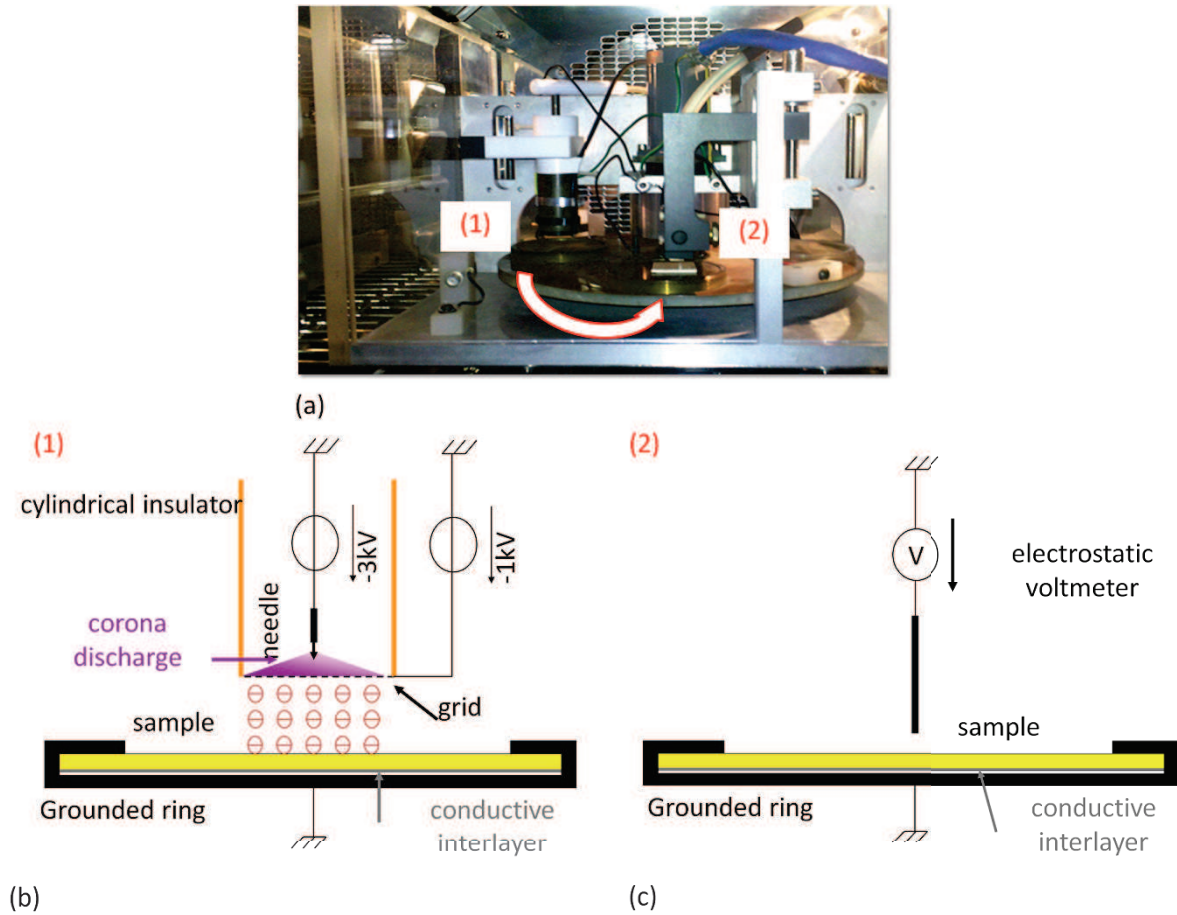 (1)
(2)
(a)
(1)
cylindrical insulator
needle
-3kV
-1kV
corona
discharge
grid
sample
Grounded ring
conductive
interlayer
(b)
(2)
V
electrostatic
voltmeter
sample
Grounded ring
conductive
interlayer
(c)